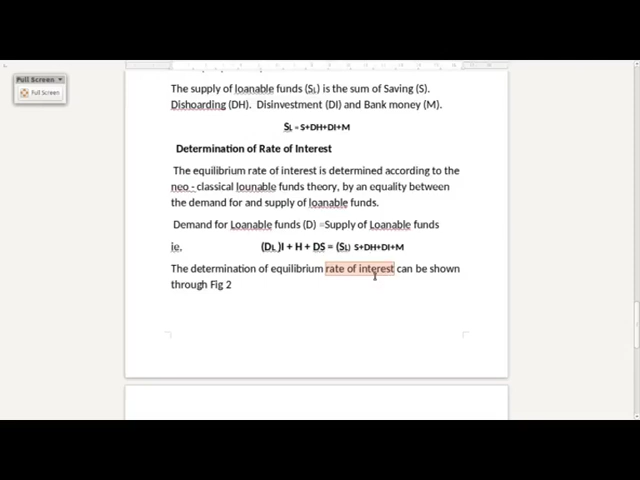 Full Screen
Full Screen
The supply of loanable funds (SL) is the sum of Saving (S).
Dishoarding (DH). Disinvestment (DI) and Bank money (M).
SL = S+DH+DI+M
Determination of Rate of Interest
The equilibrium rate of interest is determined according to the
neo - classical lounable funds theory, by an equality between
the demand for and supply of loanable funds.
Demand for Loanable funds (D) =Supply of Loanable funds
ie, (DL )I + H + DS = (SL) S+DH+DI+M
The determination of equilibrium rate of interest can be shown
through Fig 2